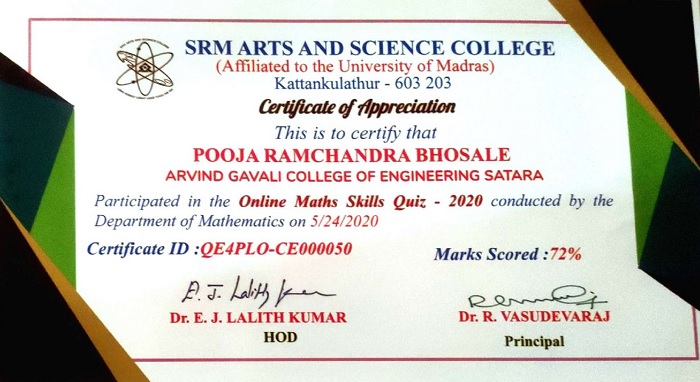 SRM ARTS AND SCIENCE COLLEGE
(Affiliated to the University of Madras)
Kattankulathur - 603 203
Certificate of Appreciation
This is to certify that
POOJA RAMCHANDRA BHOSALE
ARVIND GAVALI COLLEGE OF ENGINEERING SATARA
Participated in the Online Maths Skills Quiz - 2020 conducted by the
Department of Mathematics on 5/24/2020
Certificate ID :QE4PLO-CE000050
Marks Scored :72%
E. J. Lalith Kumar
Dr. E. J. LALITH KUMAR
HOD
Dr. R. VASUDEVARAJ
Principal